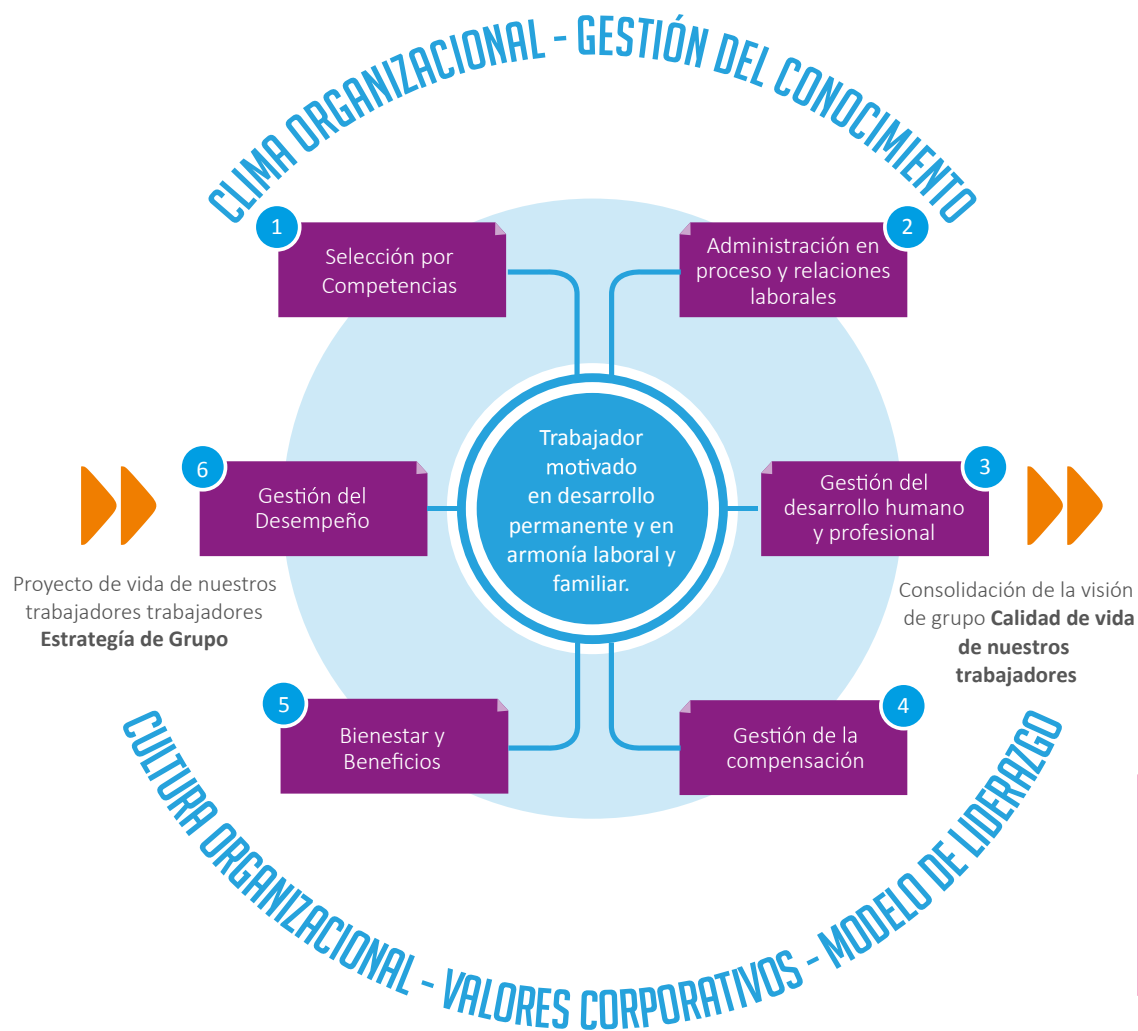 CLIMA ORGANIZACIONAL - GESTIÓN DEL CONOCIMIENTO
1
Selección por
Competencias
2
Administración en
proceso y relaciones
laborales
6
Gestión del
Desempeño
Trabajador
motivado
en desarrollo
permanente y en
armonía laboral y
familiar.
3
Gestión del
desarrollo humano
y profesional
Proyecto de vida de nuestros
trabajadores trabajadores
Estrategía de Grupo
Consolidación de la visión
de grupo Calidad de vida
de nuestros
trabajadores
5
Bienestar y
Beneficios
4
Gestión de la
compensación
CULTURA ORGANIZACIONAL - VALORES CORPORATIVOS - MODELO DE LIDERAZGO